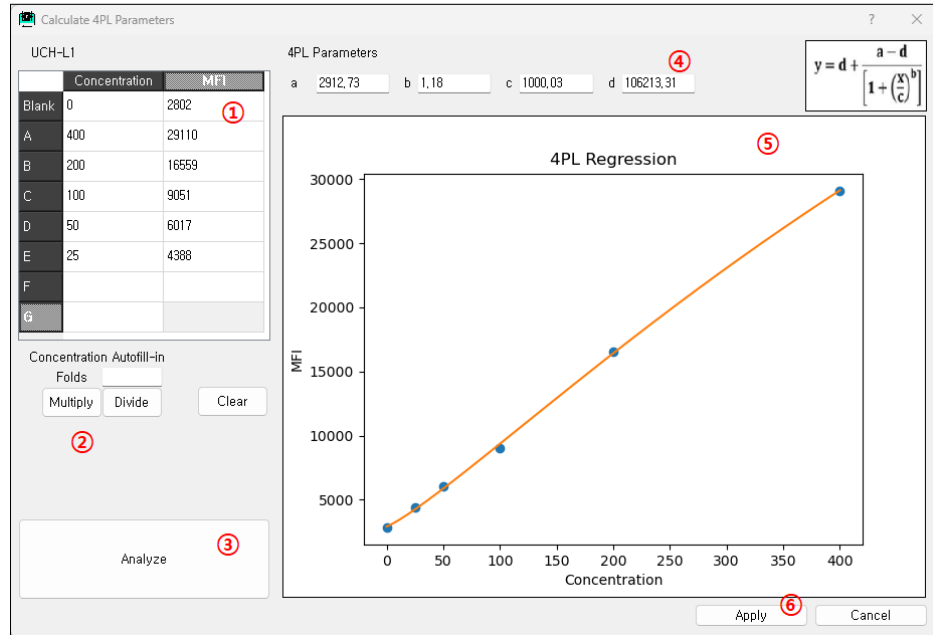 Calculate 4PL Parameters
? ×
UCH-L1
Concentration MFI
Blank 0 2802
A 400 29110
B 200 16559
C 100 9051
D 50 6017
E 25 4388
F
G
①
Concentration Autofill-in
Folds
Multiply Divide Clear
②
Analyze ③
4PL Parameters
a 2912,73 b 1,18 c 1000,03 d 106213,31
④
y = d + a − d / [1 + (x/c)^b]
⑤
4PL Regression
MFI
30000
25000
20000
15000
10000
5000
0 50 100 150 200 250 300 350 400
Concentration
Apply ⑥ Cancel